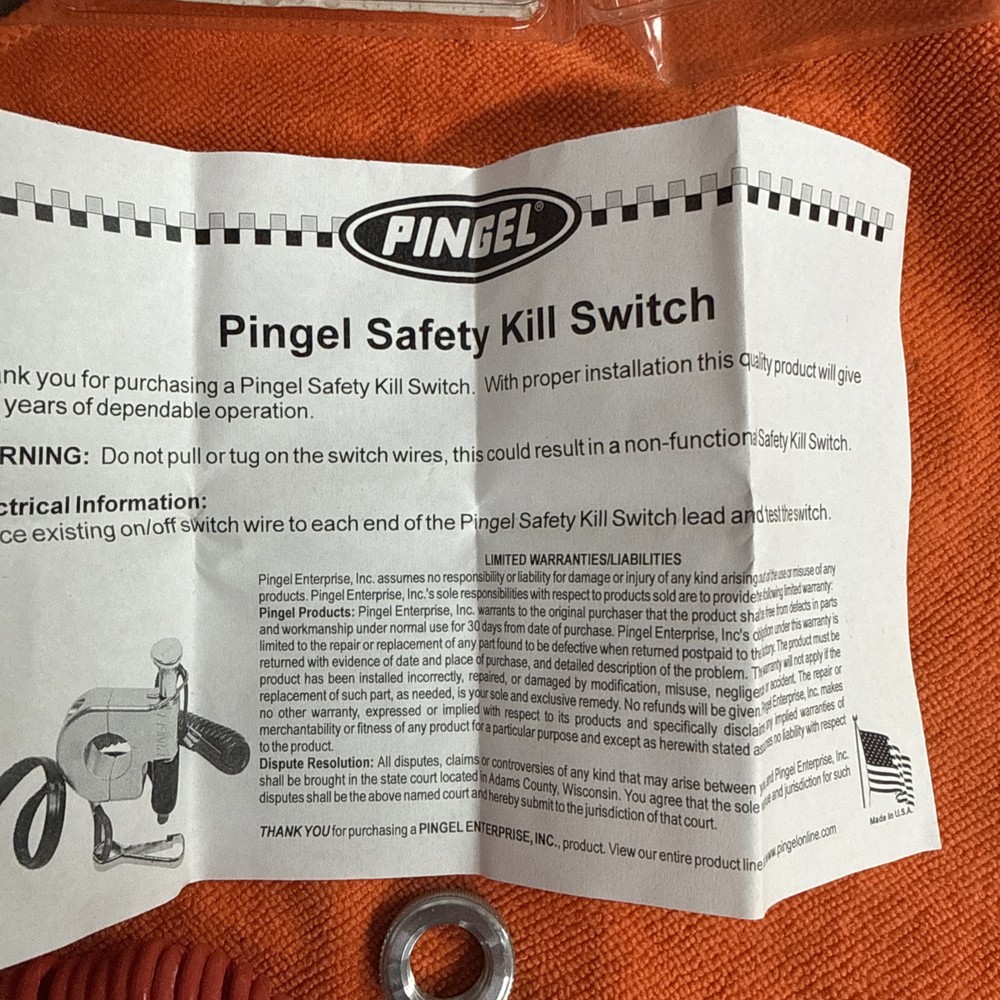 PINGEL®
Pingel Safety Kill Switch
nk you for purchasing a Pingel Safety Kill Switch. With proper installation this quality product will give
years of dependable operation.
RNING: Do not pull or tug on the switch wires, this could result in a non-functional Safety Kill Switch.
ctrical Information:
ce existing on/off switch wire to each end of the Pingel Safety Kill Switch lead and test the switch.
LIMITED WARRANTIES/LIABILITIES
Pingel Enterprise, Inc. assumes no responsibility or liability for damage or injury of any kind arising out of the use or misuse of any
products. Pingel Enterprise, Inc.'s sole responsibilities with respect to products sold are to provide the following limited warranty:
Pingel Products: Pingel Enterprise, Inc. warrants to the original purchaser that the product sha be free from defects in parts
and workmanship under normal use for 30 days from date of purchase. Pingel Enterprise, Inc's obligation under this warranty is
limited to the repair or replacement of any part found to be defective when returned postpaid to the factory. The product must be
returned with evidence of date and place of purchase, and detailed description of the problem. The warranty will not apply if the
product has been installed incorrectly, repaired, or damaged by modification, misuse, negligence or accident. The repair or
replacement of such part, as needed, is your sole and exclusive remedy. No refunds will be given. Pingel Enterprise, Inc. makes
no other warranty, expressed or implied with respect to its products and specifically disclaims any implied warranties of
merchantability or fitness of any product for a particular purpose and except as herewith stated assumes no liability with respect
to the product.
Dispute Resolution: All disputes, claims or controversies of any kind that may arise between you and Pingel Enterprise, Inc.
shall be brought in the state court located in Adams County, Wisconsin. You agree that the sole venue and jurisdiction for such
disputes shall be the above named court and hereby submit to the jurisdiction of that court.
THANK YOU for purchasing a PINGEL ENTERPRISE, INC., product. View our entire product line www.pingelonline.com
Made In U.S.A.
PINGEL